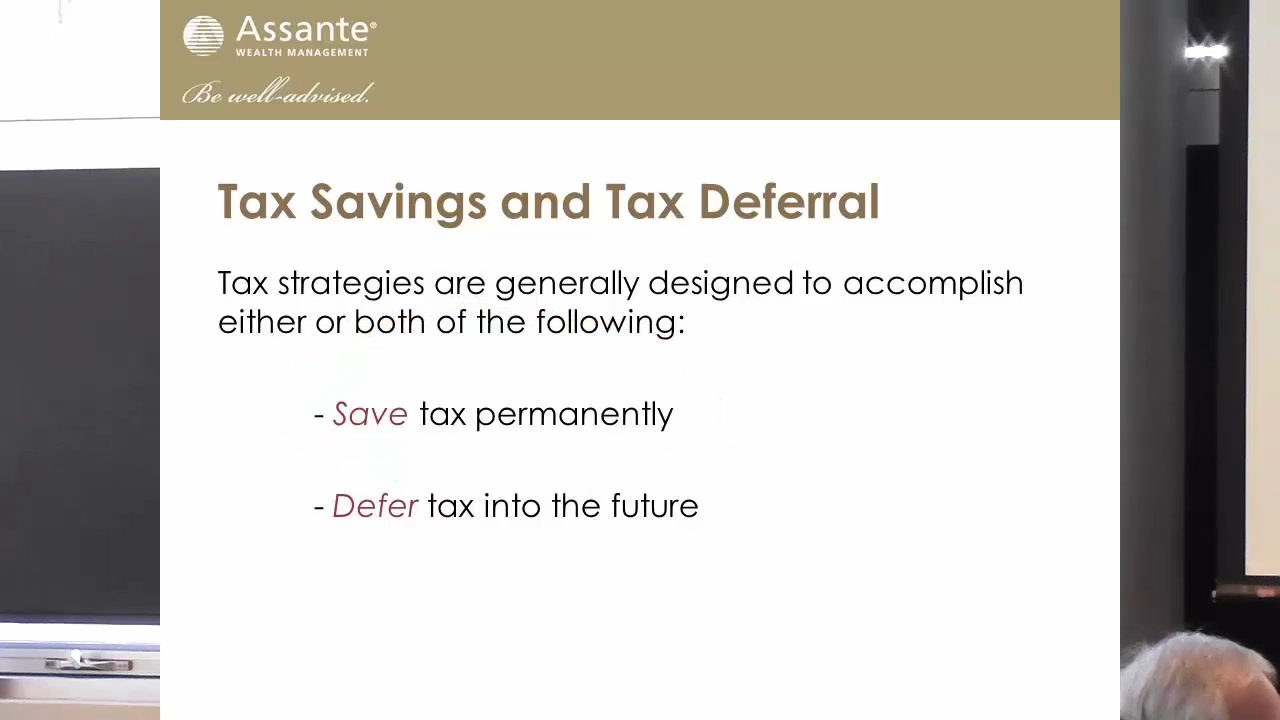 Assante®
WEALTH MANAGEMENT
Be well-advised.
Tax Savings and Tax Deferral
Tax strategies are generally designed to accomplish
either or both of the following:
- Save tax permanently
- Defer tax into the future